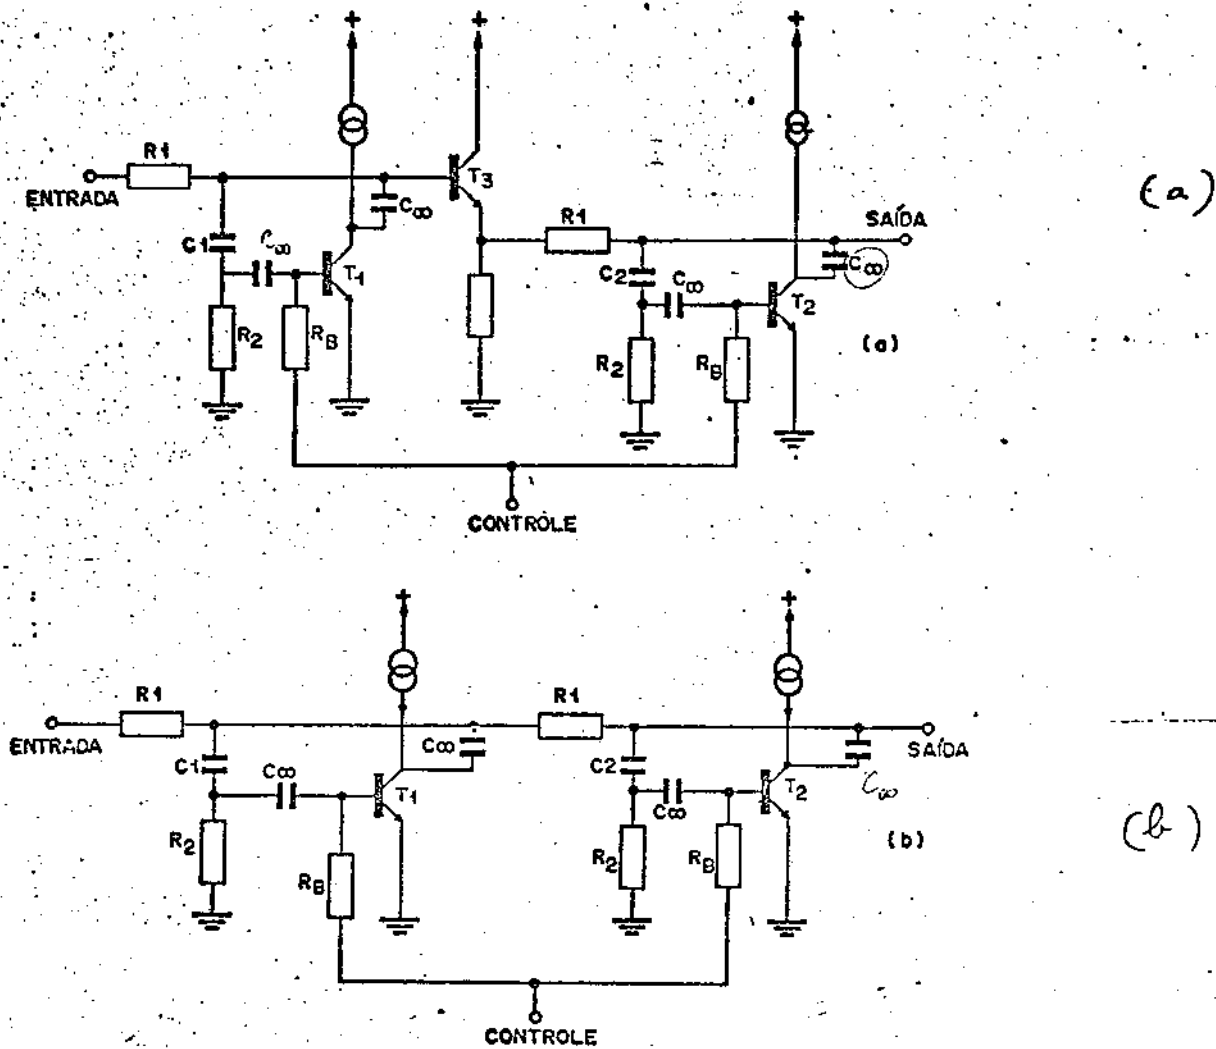 +
+
+
R1
T3
ENTRADA
C∞
(a)
SAÍDA
R1
C1
C∞
T1
C2
C∞
C∞
T2
R2
RB
(a)
R2
RB
CONTRÔLE
+
+
R1
R1
ENTRADA
C∞
SAÍDA
C1
C∞
T1
C2
C∞
T2
C∞
R2
RB
R2
RB
(b)
(b)
CONTROLE